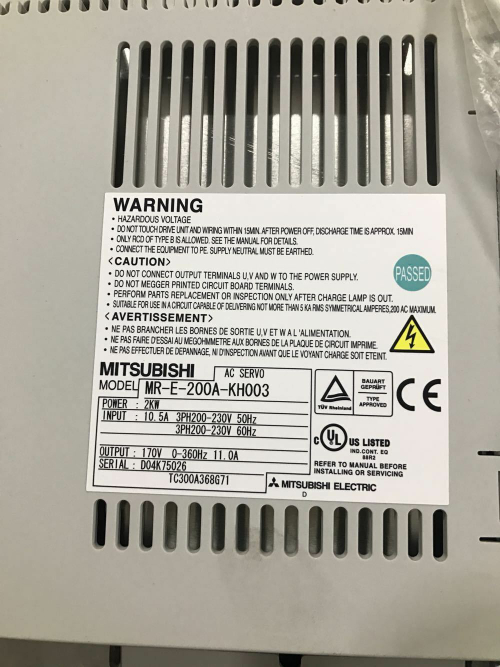 WARNING
• HAZARDOUS VOLTAGE
• DO NOT TOUCH DRIVE UNIT AND WIRING WITHIN 15MIN. AFTER POWER OFF, DISCHARGE TIME IS APPROX. 15MIN
• ONLY RCD OF TYPE B IS ALLOWED. SEE THE MANUAL FOR DETAILS.
• CONNECT THE EQUIPMENT TO PE. SUPPLY NEUTRAL MUST BE EARTHED.
<CAUTION>
• DO NOT CONNECT OUTPUT TERMINALS U,V AND W TO THE POWER SUPPLY.
• DO NOT MEGGER PRINTED CIRCUIT BOARD TERMINALS.
• PERFORM PARTS REPLACEMENT OR INSPECTION ONLY AFTER CHARGE LAMP IS OUT.
• SUITABLE FOR USE IN A CIRCUIT CAPABLE OF DELIVERING NOT MORE THAN 5 KA RMS SYMMETRICAL AMPERES,200 AC MAXIMUM.
PASSED
<AVERTISSEMENT>
• NE PAS BRANCHER LES BORNES DE SORTIE U,V ET W A L'ALIMENTATION.
• NE PAS FAIRE D'ESSAI AU MEGOHMMETRE AUX BORNES DE LA PLAQUE DE CIRCUIT IMPRIME.
• NE PAS EFFECTUER DE DEPANNAGE, NI D'INSPECTION AVANT QUE LE VOYANT CHARGE SOIT ETEINT.
MITSUBISHI AC SERVO
MODEL MR-E-200A-KH003
POWER : 2KW
INPUT : 10.5A 3PH200-230V 50Hz
3PH200-230V 60Hz
OUTPUT: 170V 0-360Hz 11.0A
SERIAL: D04K75026
TC300A368G71
TÜV Rheinland
BAUART
GEPRÜFT
TYPE
APPROVED
CE
c UL US LISTED
IND. CONT. EQ
88R2
REFER TO MANUAL BEFORE
INSTALLING OR SERVICING
MITSUBISHI ELECTRIC
D